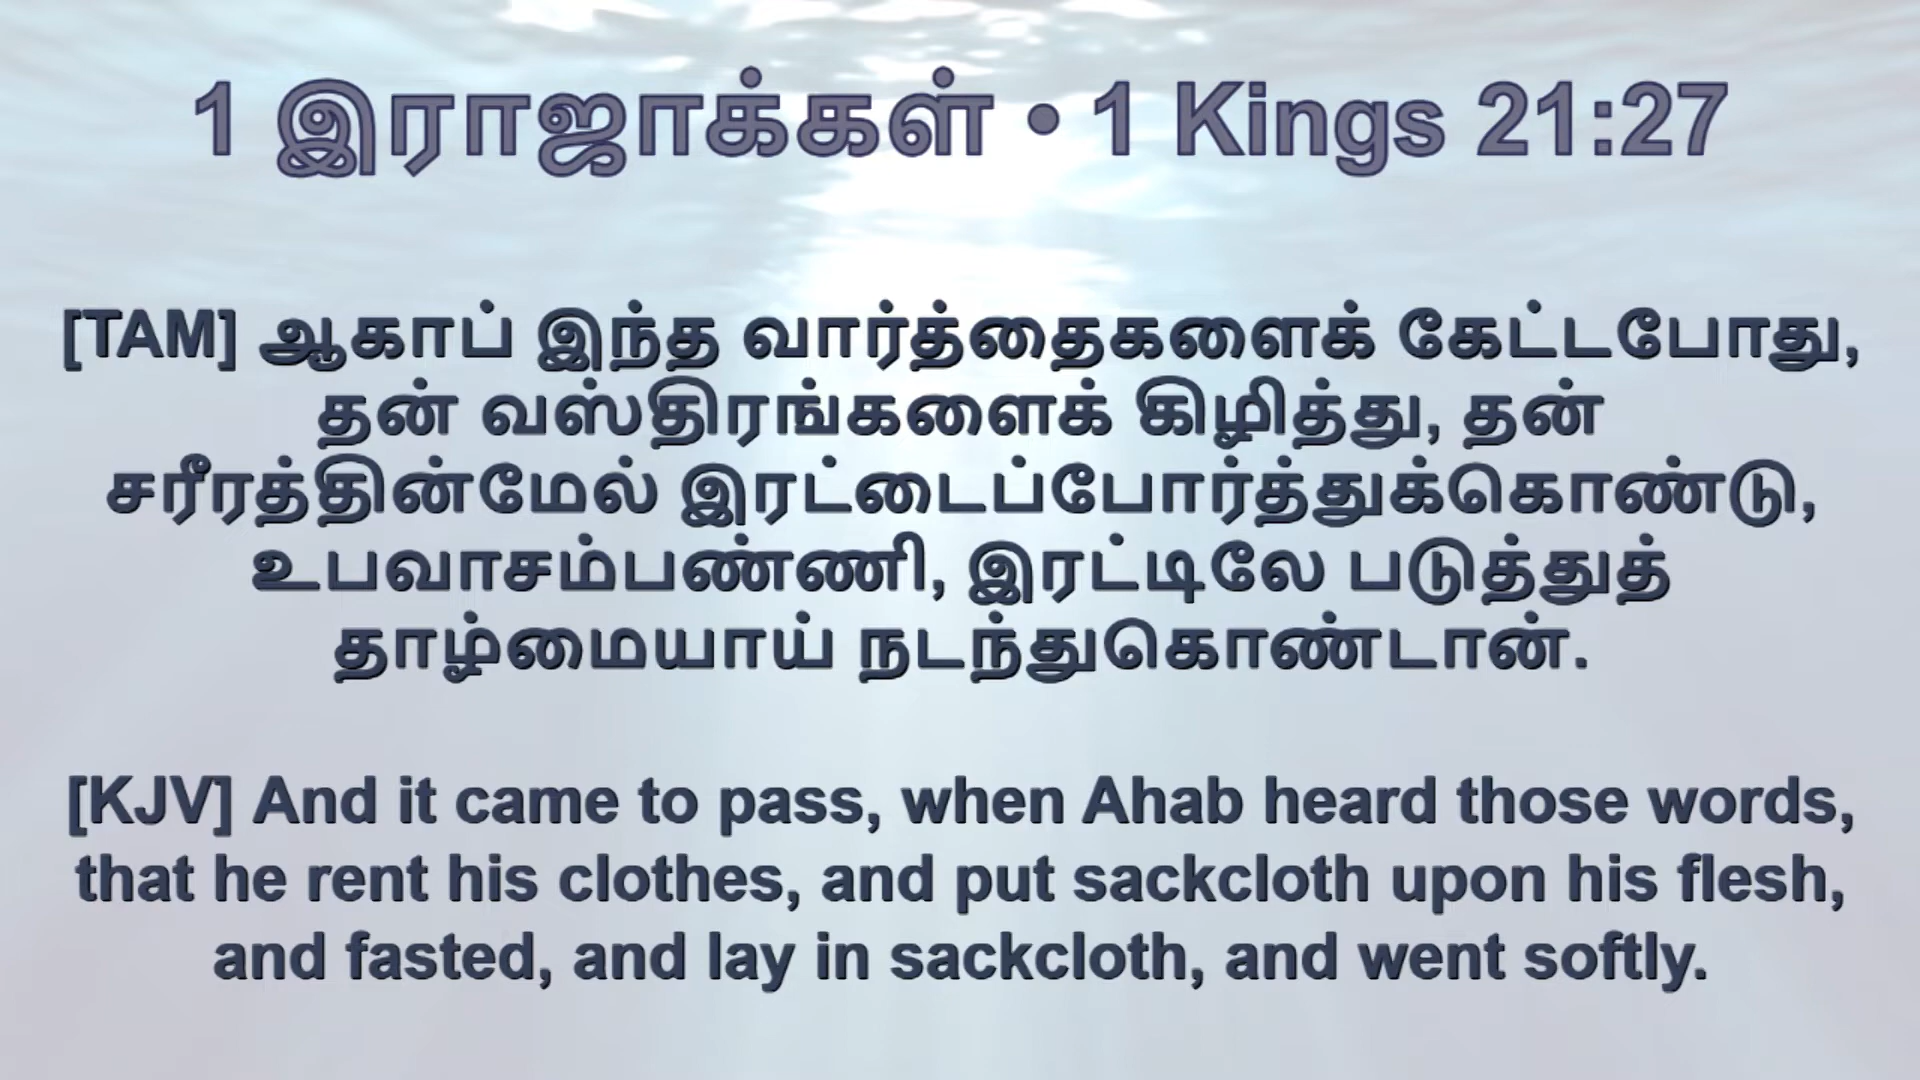 1 இராஜாக்கள் • 1 Kings 21:27
[TAM] ஆகாப் இந்த வார்த்தைகளைக் கேட்டபோது,
தன் வஸ்திரங்களைக் கிழித்து, தன்
சரீரத்தின்மேல் இரட்டைப்போர்த்துக்கொண்டு,
உபவாசம்பண்ணி, இரட்டிலே படுத்துத்
தாழ்மையாய் நடந்துகொண்டான்.
[KJV] And it came to pass, when Ahab heard those words,
that he rent his clothes, and put sackcloth upon his flesh,
and fasted, and lay in sackcloth, and went softly.